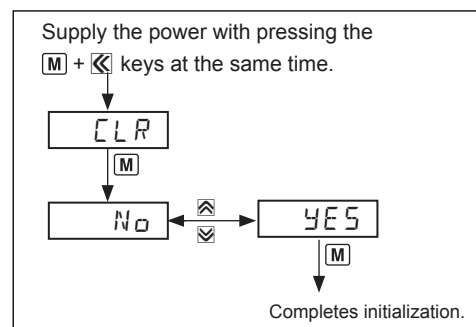 Supply the power with pressing the
M + « keys at the same time.
CLR
M
No
YES
M
Completes initialization.